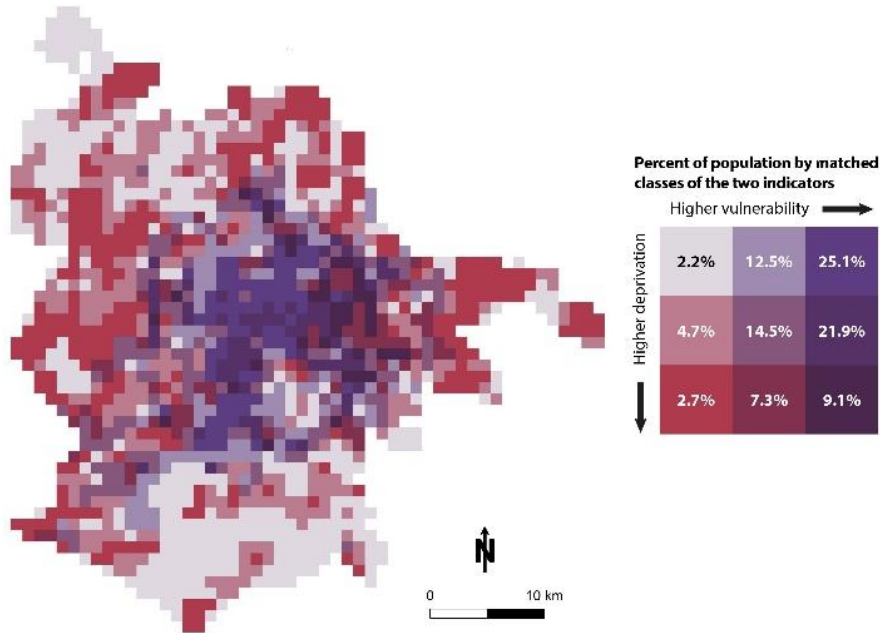 Percent of population by matched
classes of the two indicators
Higher vulnerability
Higher deprivation
2.2% 12.5% 25.1%
4.7% 14.5% 21.9%
2.7% 7.3% 9.1%
N
0 10 km